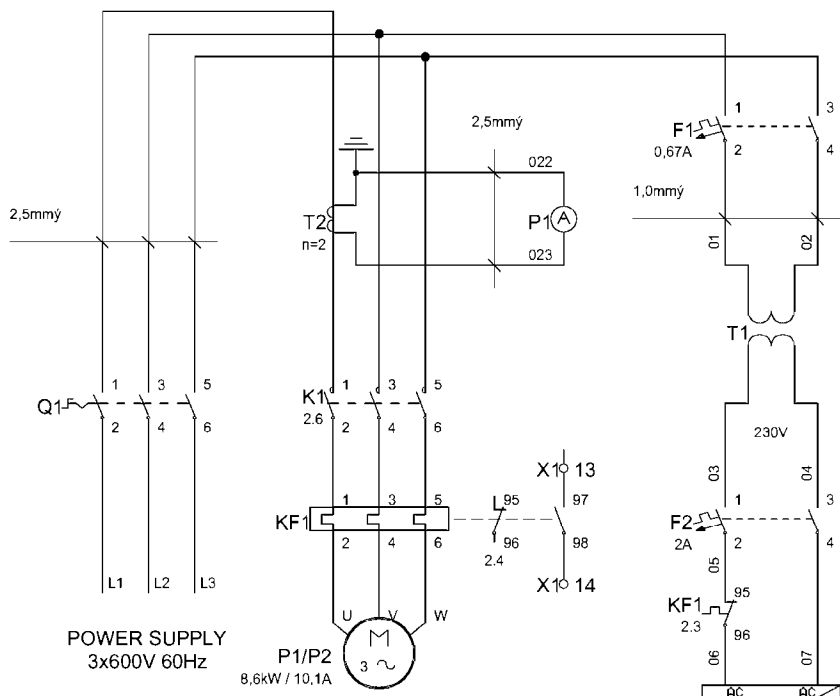 1
3
F1
0,67A
2
4
2,5mmý
022
1,0mmý
2,5mmý
T2
n=2
P1
A
023
01
02
T1
Q1
1
3
5
2
4
6
K1
2.6
1
3
5
2
4
6
230V
X1 13
03
04
KF1
1
3
5
2
4
6
95
96
2.4
97
98
F2
2A
1
3
2
4
X1 14
05
L1
L2
L3
KF1
2.3
95
96
U
V
W
POWER SUPPLY
3x600V 60Hz
P1/P2
8,6kW / 10,1A
M
3
06
07
AC
AC